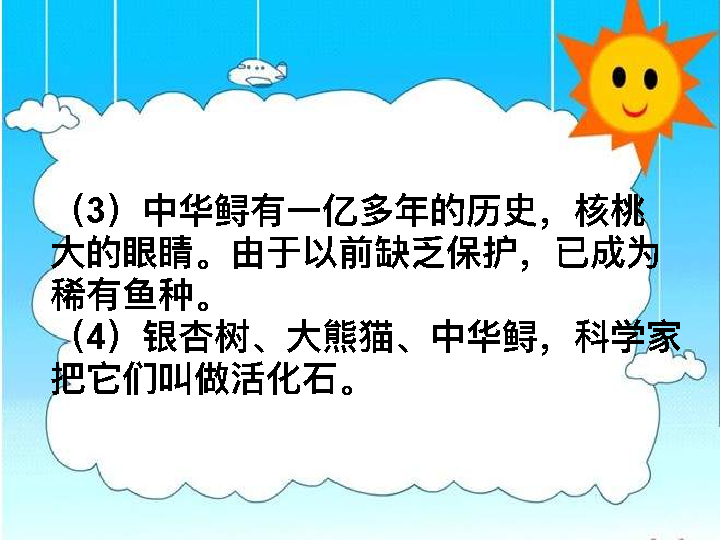 （3）中华鲟有一亿多年的历史，核桃
大的眼睛。由于以前缺乏保护，已成为
稀有鱼种。
（4）银杏树、大熊猫、中华鲟，科学家
把它们叫做活化石。